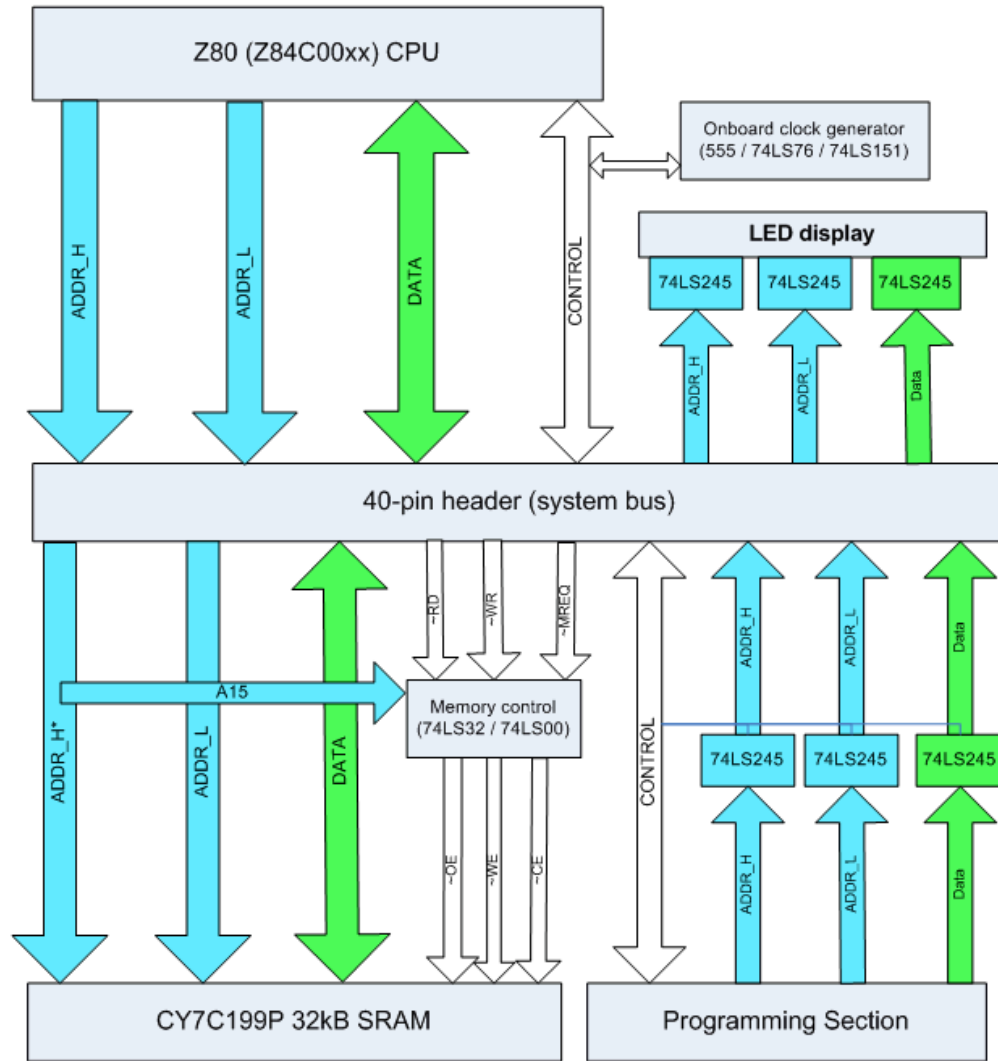 Z80 (Z84C00xx) CPU
Onboard clock generator
(555 / 74LS76 / 74LS151)
ADDR_H
ADDR_L
DATA
CONTROL
LED display
74LS245
74LS245
74LS245
ADDR_H
ADDR_L
Data
40-pin header (system bus)
~RD
~WR
~MREQ
ADDR_H
ADDR_L
Data
A15
Memory control
(74LS32 / 74LS00)
ADDR_H*
ADDR_L
DATA
CONTROL
74LS245
74LS245
74LS245
~OE
~WE
~CE
ADDR_H
ADDR_L
Data
CY7C199P 32kB SRAM
Programming Section